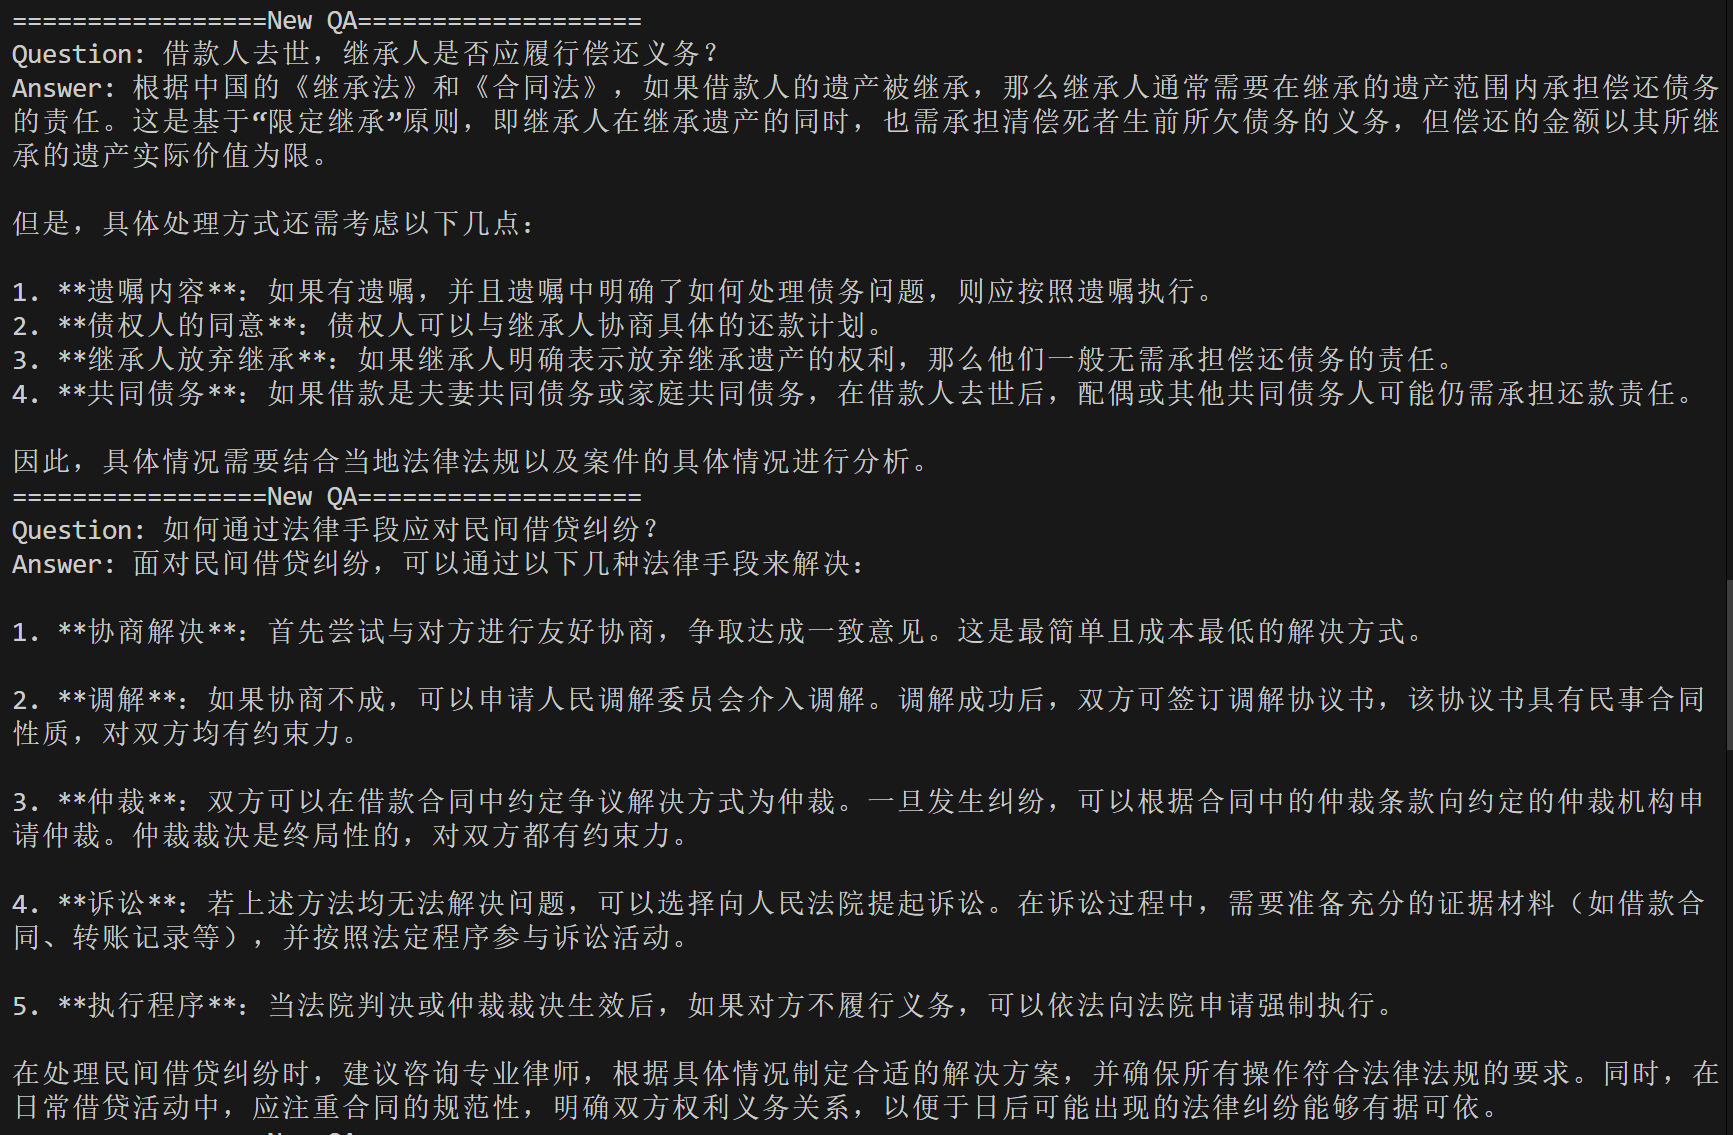 =================New QA===================
Question: 借款人去世，继承人是否应履行偿还义务？
Answer: 根据中国的《继承法》和《合同法》，如果借款人的遗产被继承，那么继承人通常需要在继承的遗产范围内承担偿还债务
的责任。这是基于“限定继承”原则，即继承人在继承遗产的同时，也需承担清偿死者生前所欠债务的义务，但偿还的金额以其所继
承的遗产实际价值为限。
但是，具体处理方式还需考虑以下几点：
1. **遗嘱内容**：如果有遗嘱，并且遗嘱中明确了如何处理债务问题，则应按照遗嘱执行。
2. **债权人的同意**：债权人可以与继承人协商具体的还款计划。
3. **继承人放弃继承**：如果继承人明确表示放弃继承遗产的权利，那么他们一般无需承担偿还债务的责任。
4. **共同债务**：如果借款是夫妻共同债务或家庭共同债务，在借款人去世后，配偶或其他共同债务人可能仍需承担还款责任。
因此，具体情况需要结合当地法律法规以及案件的具体情况进行分析。
=================New QA===================
Question: 如何通过法律手段应对民间借贷纠纷？
Answer: 面对民间借贷纠纷，可以通过以下几种法律手段来解决：
1. **协商解决**：首先尝试与对方进行友好协商，争取达成一致意见。这是最简单且成本最低的解决方式。
2. **调解**：如果协商不成，可以申请人民调解委员会介入调解。调解成功后，双方可签订调解协议书，该协议书具有民事合同
性质，对双方均有约束力。
3. **仲裁**：双方可以在借款合同中约定争议解决方式为仲裁。一旦发生纠纷，可以根据合同中的仲裁条款向约定的仲裁机构申
请仲裁。仲裁裁决是终局性的，对双方都有约束力。
4. **诉讼**：若上述方法均无法解决问题，可以选择向人民法院提起诉讼。在诉讼过程中，需要准备充分的证据材料（如借款合
同、转账记录等），并按照法定程序参与诉讼活动。
5. **执行程序**：当法院判决或仲裁裁决生效后，如果对方不履行义务，可以依法向法院申请强制执行。
在处理民间借贷纠纷时，建议咨询专业律师，根据具体情况制定合适的解决方案，并确保所有操作符合法律法规的要求。同时，在
日常借贷活动中，应注重合同的规范性，明确双方权利义务关系，以便于日后可能出现的法律纠纷能够有据可依。